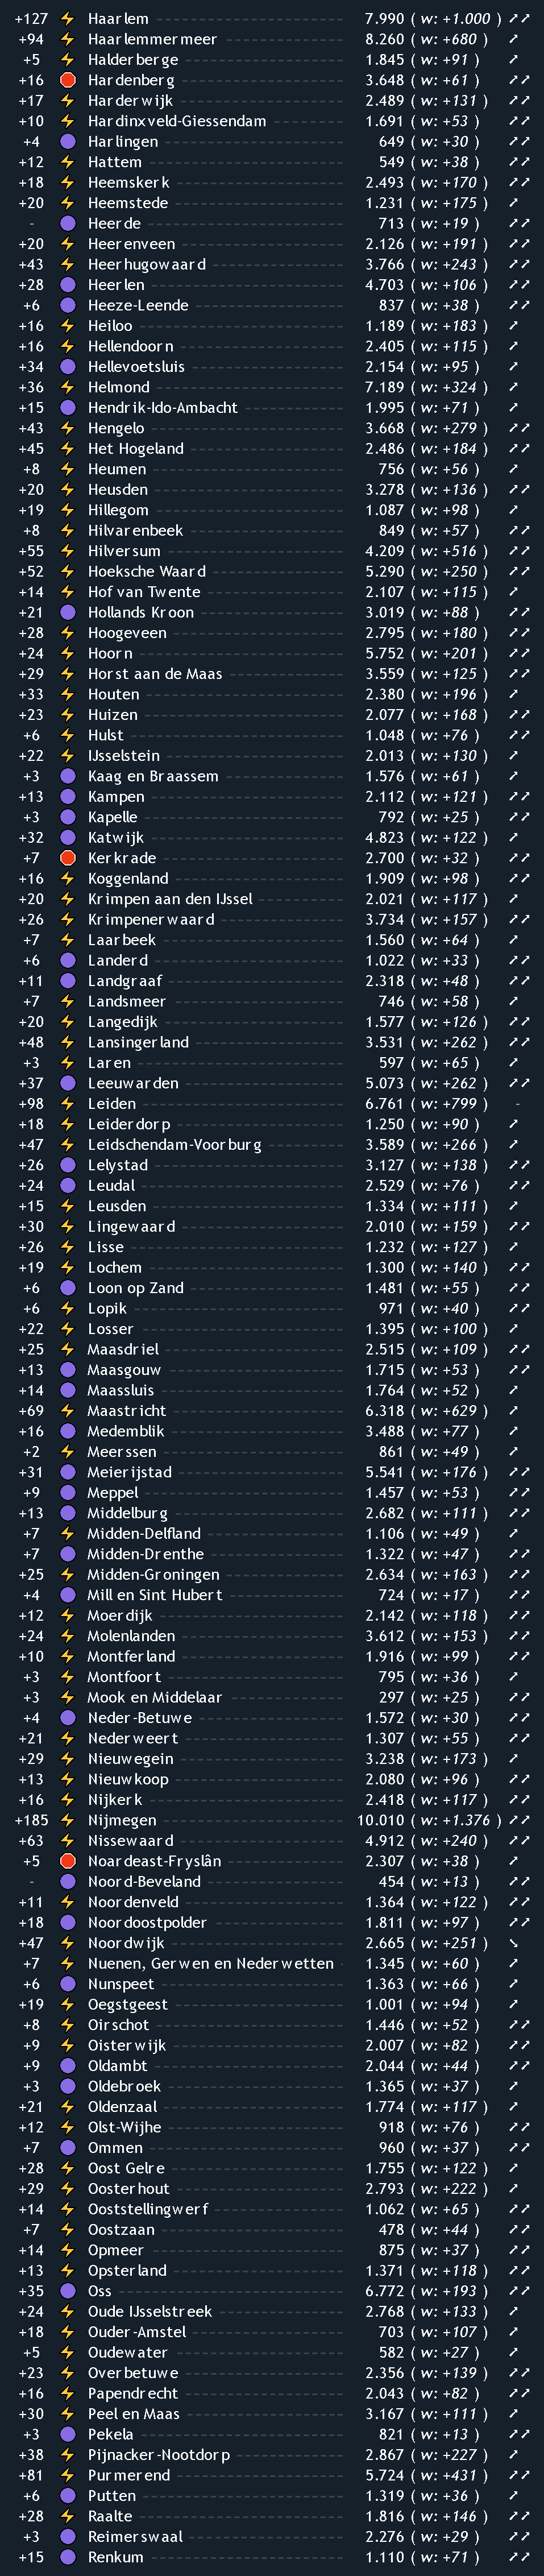 +127 Haarlem 7.990 ( w: +1.000 )
+94 Haarlemmermeer 8.260 ( w: +680 )
+5 Halderberge 1.845 ( w: +91 )
+16 Hardenberg 3.648 ( w: +61 )
+17 Harderwijk 2.489 ( w: +131 )
+10 Hardinxveld-Giessendam 1.691 ( w: +53 )
+4 Harlingen 649 ( w: +30 )
+12 Hattem 549 ( w: +38 )
+18 Heemskerk 2.493 ( w: +170 )
+20 Heemstede 1.231 ( w: +175 )
- Heerde 713 ( w: +19 )
+20 Heerenveen 2.126 ( w: +191 )
+43 Heerhugowaard 3.766 ( w: +243 )
+28 Heerlen 4.703 ( w: +106 )
+6 Heeze-Leende 837 ( w: +38 )
+16 Heiloo 1.189 ( w: +183 )
+16 Hellendoorn 2.405 ( w: +115 )
+34 Hellevoetsluis 2.154 ( w: +95 )
+36 Helmond 7.189 ( w: +324 )
+15 Hendrik-Ido-Ambacht 1.995 ( w: +71 )
+43 Hengelo 3.668 ( w: +279 )
+45 Het Hogeland 2.486 ( w: +184 )
+8 Heumen 756 ( w: +56 )
+20 Heusden 3.278 ( w: +136 )
+19 Hillegom 1.087 ( w: +98 )
+8 Hilvarenbeek 849 ( w: +57 )
+55 Hilversum 4.209 ( w: +516 )
+52 Hoeksche Waard 5.290 ( w: +250 )
+14 Hof van Twente 2.107 ( w: +115 )
+21 Hollands Kroon 3.019 ( w: +88 )
+28 Hoogeveen 2.795 ( w: +180 )
+24 Hoorn 5.752 ( w: +201 )
+29 Horst aan de Maas 3.559 ( w: +125 )
+33 Houten 2.380 ( w: +196 )
+23 Huizen 2.077 ( w: +168 )
+6 Hulst 1.048 ( w: +76 )
+22 IJsselstein 2.013 ( w: +130 )
+3 Kaag en Braassem 1.576 ( w: +61 )
+13 Kampen 2.112 ( w: +121 )
+3 Kapelle 792 ( w: +25 )
+32 Katwijk 4.823 ( w: +122 )
+7 Kerkrade 2.700 ( w: +32 )
+16 Koggenland 1.909 ( w: +98 )
+20 Krimpen aan den IJssel 2.021 ( w: +117 )
+26 Krimpenerwaard 3.734 ( w: +157 )
+7 Laarbeek 1.560 ( w: +64 )
+6 Landerd 1.022 ( w: +33 )
+11 Landgraaf 2.318 ( w: +48 )
+7 Landsmeer 746 ( w: +58 )
+20 Langedijk 1.577 ( w: +126 )
+48 Lansingerland 3.531 ( w: +262 )
+3 Laren 597 ( w: +65 )
+37 Leeuwarden 5.073 ( w: +262 )
+98 Leiden 6.761 ( w: +799 ) -
+18 Leiderdorp 1.250 ( w: +90 )
+47 Leidschendam-Voorburg 3.589 ( w: +266 )
+26 Lelystad 3.127 ( w: +138 )
+24 Leudal 2.529 ( w: +76 )
+15 Leusden 1.334 ( w: +111 )
+30 Lingewaard 2.010 ( w: +159 )
+26 Lisse 1.232 ( w: +127 )
+19 Lochem 1.300 ( w: +140 )
+6 Loon op Zand 1.481 ( w: +55 )
+6 Lopik 971 ( w: +40 )
+22 Losser 1.395 ( w: +100 )
+25 Maasdriel 2.515 ( w: +109 )
+13 Maasgouw 1.715 ( w: +53 )
+14 Maassluis 1.764 ( w: +52 )
+69 Maastricht 6.318 ( w: +629 )
+16 Medemblik 3.488 ( w: +77 )
+2 Meerssen 861 ( w: +49 )
+31 Meierijstad 5.541 ( w: +176 )
+9 Meppel 1.457 ( w: +53 )
+13 Middelburg 2.682 ( w: +111 )
+7 Midden-Delfland 1.106 ( w: +49 )
+7 Midden-Drenthe 1.322 ( w: +47 )
+25 Midden-Groningen 2.634 ( w: +163 )
+4 Mill en Sint Hubert 724 ( w: +17 )
+12 Moerdijk 2.142 ( w: +118 )
+24 Molenlanden 3.612 ( w: +153 )
+10 Montferland 1.916 ( w: +99 )
+3 Montfoort 795 ( w: +36 )
+3 Mook en Middelaar 297 ( w: +25 )
+4 Neder-Betuwe 1.572 ( w: +30 )
+21 Nederweert 1.307 ( w: +55 )
+29 Nieuwegein 3.238 ( w: +173 )
+13 Nieuwkoop 2.080 ( w: +96 )
+16 Nijkerk 2.418 ( w: +117 )
+185 Nijmegen 10.010 ( w: +1.376 )
+63 Nissewaard 4.912 ( w: +240 )
+5 Noardeast-Fryslân 2.307 ( w: +38 )
- Noord-Beveland 454 ( w: +13 )
+11 Noordenveld 1.364 ( w: +122 )
+18 Noordoostpolder 1.811 ( w: +97 )
+47 Noordwijk 2.665 ( w: +251 )
+7 Nuenen, Gerwen en Nederwetten 1.345 ( w: +60 )
+6 Nunspeet 1.363 ( w: +66 )
+19 Oegstgeest 1.001 ( w: +94 )
+8 Oirschot 1.446 ( w: +52 )
+9 Oisterwijk 2.007 ( w: +82 )
+9 Oldambt 2.044 ( w: +44 )
+3 Oldebroek 1.365 ( w: +37 )
+21 Oldenzaal 1.774 ( w: +117 )
+12 Olst-Wijhe 918 ( w: +76 )
+7 Ommen 960 ( w: +37 )
+28 Oost Gelre 1.755 ( w: +122 )
+29 Oosterhout 2.793 ( w: +222 )
+14 Ooststellingwerf 1.062 ( w: +65 )
+7 Oostzaan 478 ( w: +44 )
+14 Opmeer 875 ( w: +37 )
+13 Opsterland 1.371 ( w: +118 )
+35 Oss 6.772 ( w: +193 )
+24 Oude IJsselstreek 2.768 ( w: +133 )
+18 Ouder-Amstel 703 ( w: +107 )
+5 Oudewater 582 ( w: +27 )
+23 Overbetuwe 2.356 ( w: +139 )
+16 Papendrecht 2.043 ( w: +82 )
+30 Peel en Maas 3.167 ( w: +111 )
+3 Pekela 821 ( w: +13 )
+38 Pijnacker-Nootdorp 2.867 ( w: +227 )
+81 Purmerend 5.724 ( w: +431 )
+6 Putten 1.319 ( w: +36 )
+28 Raalte 1.816 ( w: +146 )
+3 Reimerswaal 2.276 ( w: +29 )
+15 Renkum 1.110 ( w: +71 )